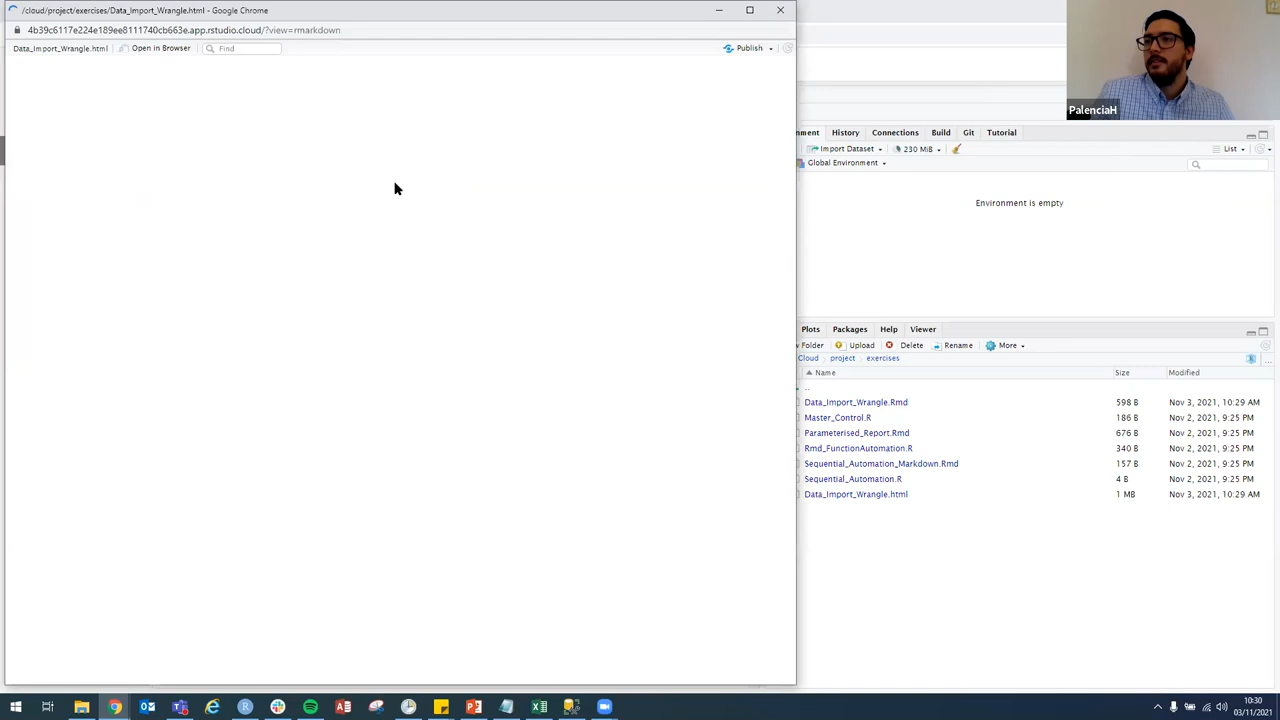 /cloud/project/exercises/Data_Import_Wrangle.html - Google Chrome
4b39c6117e224e189ee8111740cb663e.app.rstudio.cloud/?view=rmarkdown
Data_Import_Wrangle.html Open in Browser Find Publish
PalenciaH
nment History Connections Build Git Tutorial
Import Dataset 230 MiB List
Global Environment
Environment is empty
Plots Packages Help Viewer
v Folder Upload Delete Rename More
Cloud project exercises
Name Size Modified
..
Data_Import_Wrangle.Rmd 598 B Nov 3, 2021, 10:29 AM
Master_Control.R 186 B Nov 2, 2021, 9:25 PM
Parameterised_Report.Rmd 676 B Nov 2, 2021, 9:25 PM
Rmd_FunctionAutomation.R 340 B Nov 2, 2021, 9:25 PM
Sequential_Automation_Markdown.Rmd 157 B Nov 2, 2021, 9:25 PM
Sequential_Automation.R 4 B Nov 2, 2021, 9:25 PM
Data_Import_Wrangle.html 1 MB Nov 3, 2021, 10:29 AM
10:30
03/11/2021